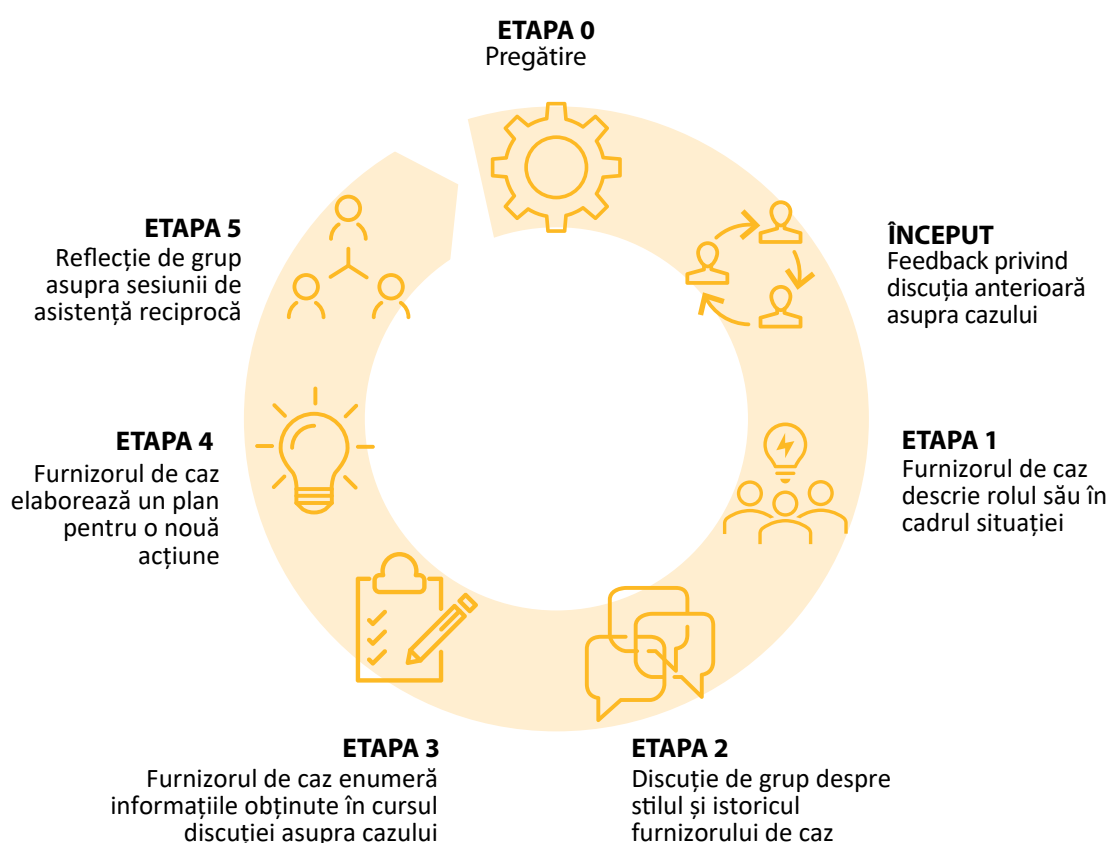 ETAPA 0
Pregătire
ÎNCEPUT
Feedback privind
discuția anterioară
asupra cazului
ETAPA 1
Furnizorul de caz
descrie rolul său în
cadrul situației
ETAPA 2
Discuție de grup despre
stilul și istoricul
furnizorului de caz
ETAPA 3
Furnizorul de caz enumeră
informațiile obținute în cursul
discuției asupra cazului
ETAPA 4
Furnizorul de caz
elaborează un plan
pentru o nouă
acțiune
ETAPA 5
Reflecție de grup
asupra sesiunii de
asistență reciprocă